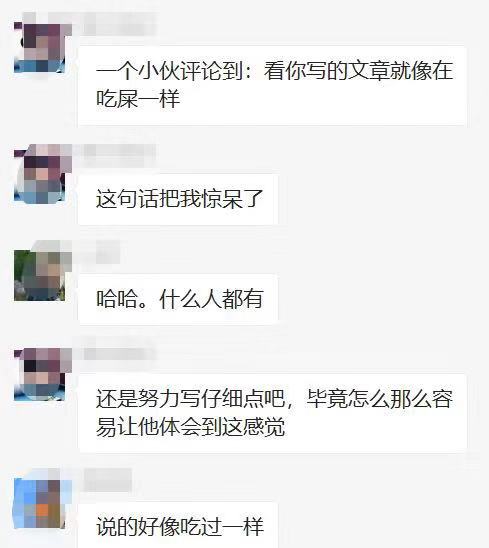 一个小伙评论到：看你写的文章就像在
吃屎一样
这句话把我惊呆了
哈哈。什么人都有
还是努力写仔细点吧，毕竟怎么那么容
易让他体会到这感觉
说的好像吃过一样